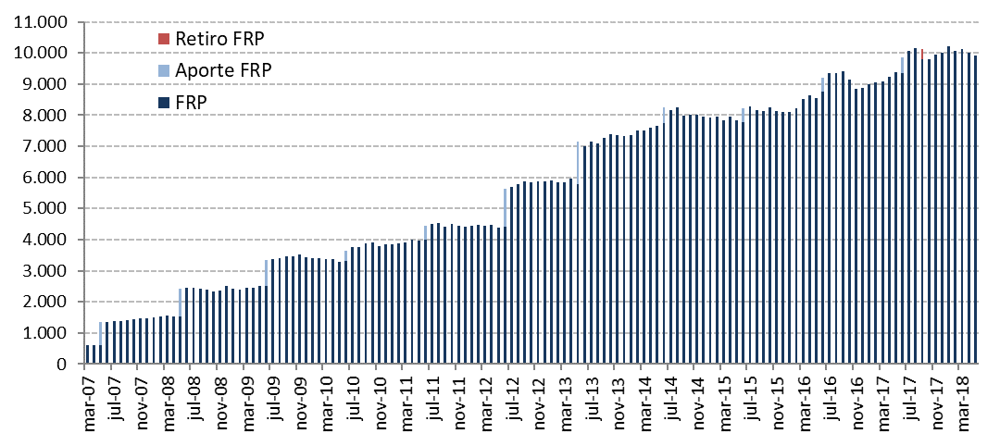 11.000
10.000
9.000
8.000
7.000
6.000
5.000
4.000
3.000
2.000
1.000
0
Retiro FRP
Aporte FRP
FRP
mar-07
jul-07
nov-07
mar-08
jul-08
nov-08
mar-09
jul-09
nov-09
mar-10
jul-10
nov-10
mar-11
jul-11
nov-11
mar-12
jul-12
nov-12
mar-13
jul-13
nov-13
mar-14
jul-14
nov-14
mar-15
jul-15
nov-15
mar-16
jul-16
nov-16
mar-17
jul-17
nov-17
mar-18